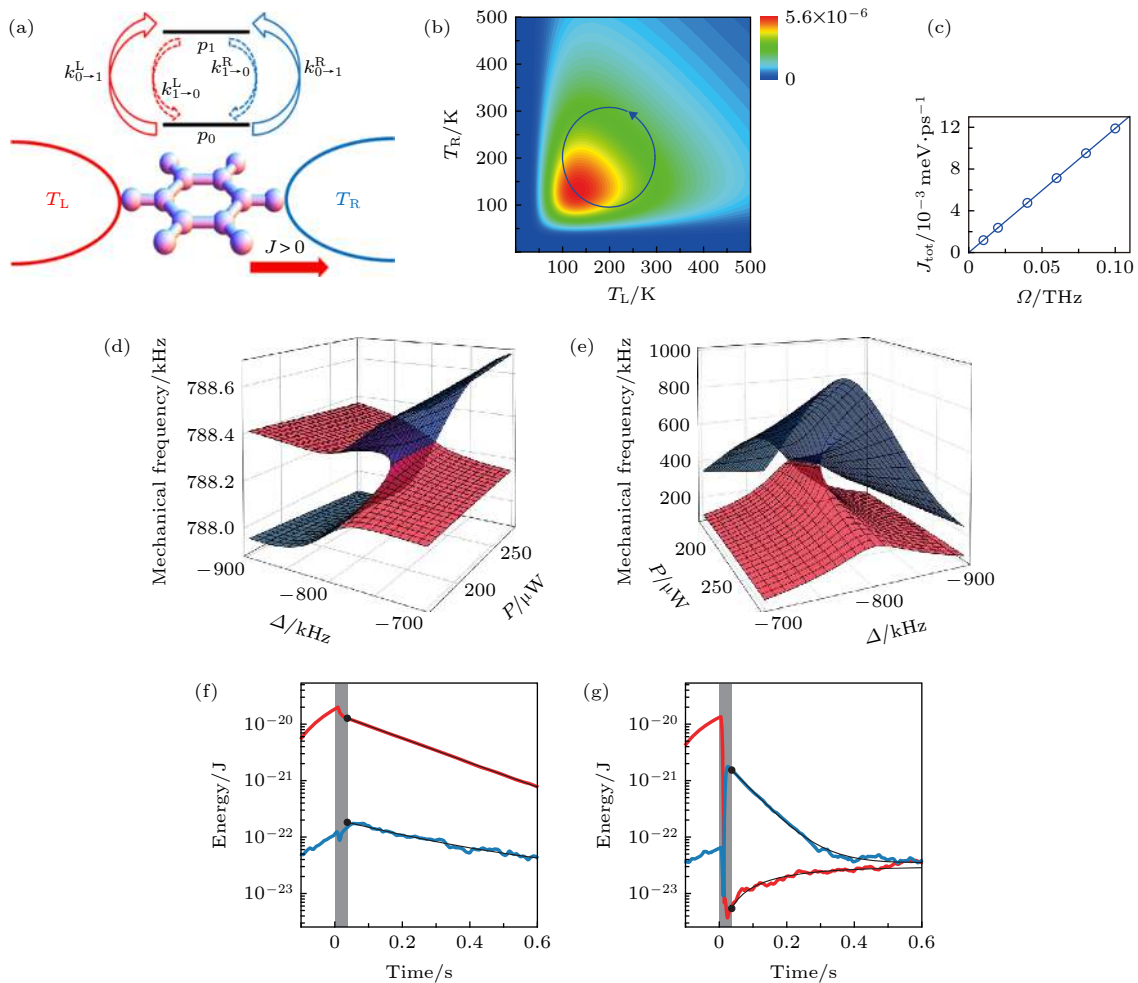 (a)
p₁
k^L_{0→1}
k^L_{1→0}
k^R_{1→0}
k^R_{0→1}
p₀
T_L
T_R
J > 0
(b)
500
400
300
200
100
T_R/K
100 200 300 400 500
T_L/K
5.6×10⁻⁶
0
(c)
12
8
4
0
J_tot/10⁻³ meV·ps⁻¹
0 0.05 0.10
Ω/THz
(d)
788.6
788.4
788.2
788.0
Mechanical frequency/kHz
−900
−800
−700
Δ/kHz
200
250
P/μW
(e)
1000
800
600
400
200
Mechanical frequency/kHz
200
250
P/μW
−700
−800
−900
Δ/kHz
(f)
10⁻²⁰
10⁻²¹
10⁻²²
10⁻²³
Energy/J
0 0.2 0.4 0.6
Time/s
(g)
10⁻²⁰
10⁻²¹
10⁻²²
10⁻²³
Energy/J
0 0.2 0.4 0.6
Time/s